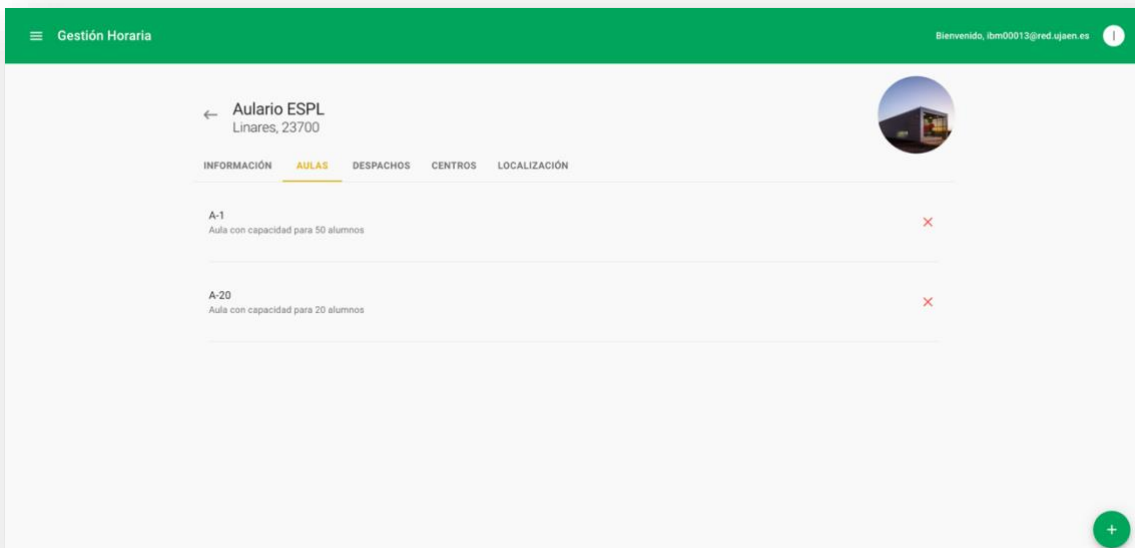 Gestión Horaria
Bienvenido, ibm00013@red.ujaen.es
I
Aulario ESPL
Linares, 23700
INFORMACIÓN AULAS DESPACHOS CENTROS LOCALIZACIÓN
A-1
Aula con capacidad para 50 alumnos
A-20
Aula con capacidad para 20 alumnos